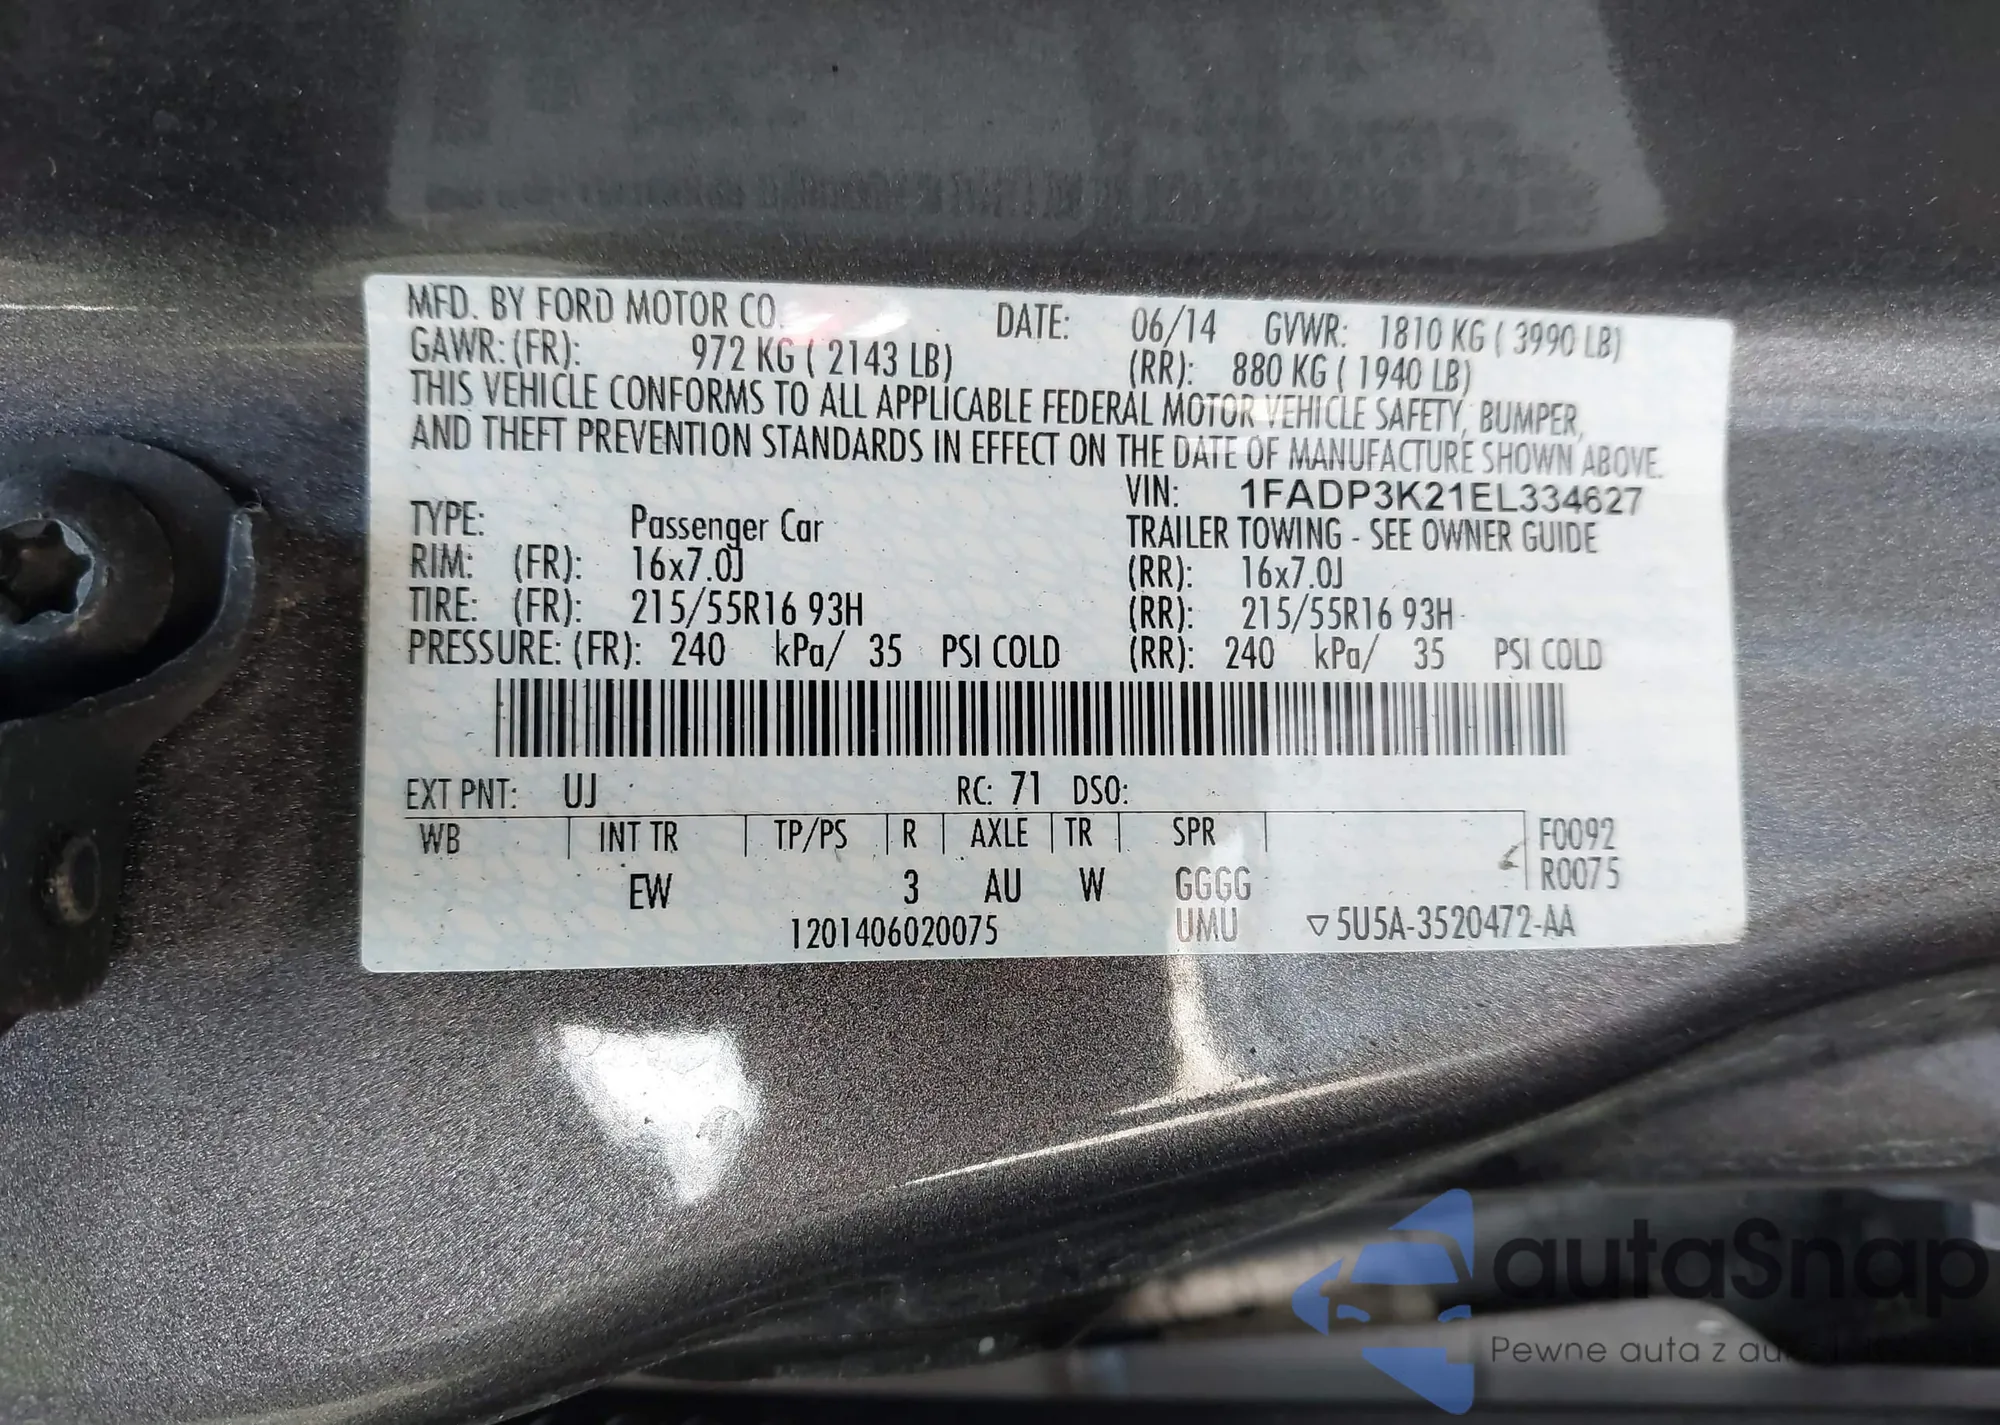 MFD. BY FORD MOTOR CO. DATE: 06/14 GVWR: 1810 KG ( 3990 LB)
GAWR: (FR): 972 KG ( 2143 LB) (RR): 880 KG ( 1940 LB)
THIS VEHICLE CONFORMS TO ALL APPLICABLE FEDERAL MOTOR VEHICLE SAFETY, BUMPER,
AND THEFT PREVENTION STANDARDS IN EFFECT ON THE DATE OF MANUFACTURE SHOWN ABOVE.
VIN: 1FADP3K21EL334627
TYPE: Passenger Car TRAILER TOWING - SEE OWNER GUIDE
RIM: (FR): 16x7.0J (RR): 16x7.0J
TIRE: (FR): 215/55R16 93H (RR): 215/55R16 93H
PRESSURE: (FR): 240 kPa/ 35 PSI COLD (RR): 240 kPa/ 35 PSI COLD
EXT PNT: UJ RC: 71 DSO:
WB INT TR TP/PS R AXLE TR SPR F0092
R0075
EW 3 AU W GGGG
1201406020075 UMU ▽5U5A-3520472-AA
autaSnap
Pewne auta z